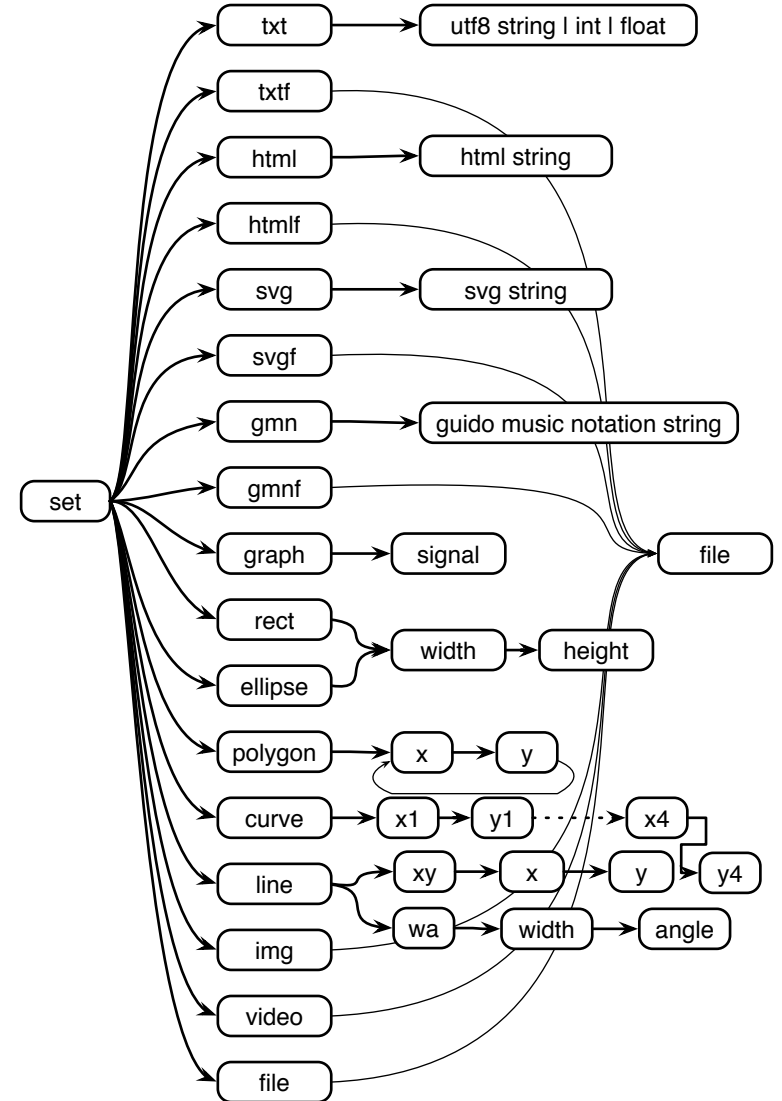 txt
utf8 string | int | float
txtf
html
html string
htmlf
svg
svg string
svgf
gmn
guido music notation string
set
gmnf
graph
signal
file
rect
width
height
ellipse
polygon
x
y
curve
x1
y1
x4
line
xy
x
y
y4
wa
width
angle
img
video
file